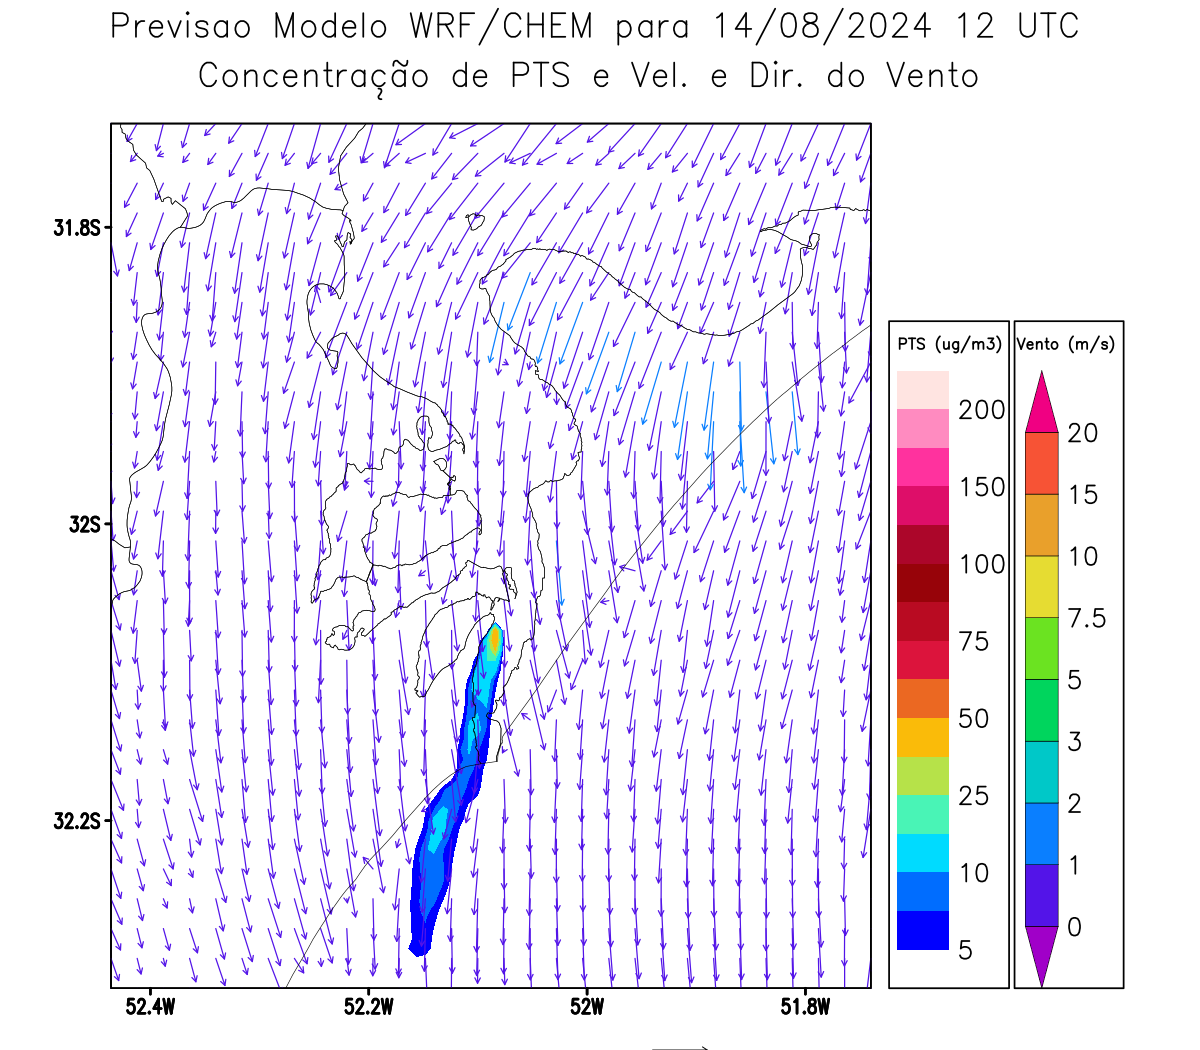 Previsao Modelo WRF/CHEM para 14/08/2024 12 UTC
Concentração de PTS e Vel. e Dir. do Vento
31.8S
32S
32.2S
52.4W
52.2W
52W
51.8W
PTS (ug/m3)
200
150
100
75
50
25
10
5
Vento (m/s)
20
15
10
7.5
5
3
2
1
0